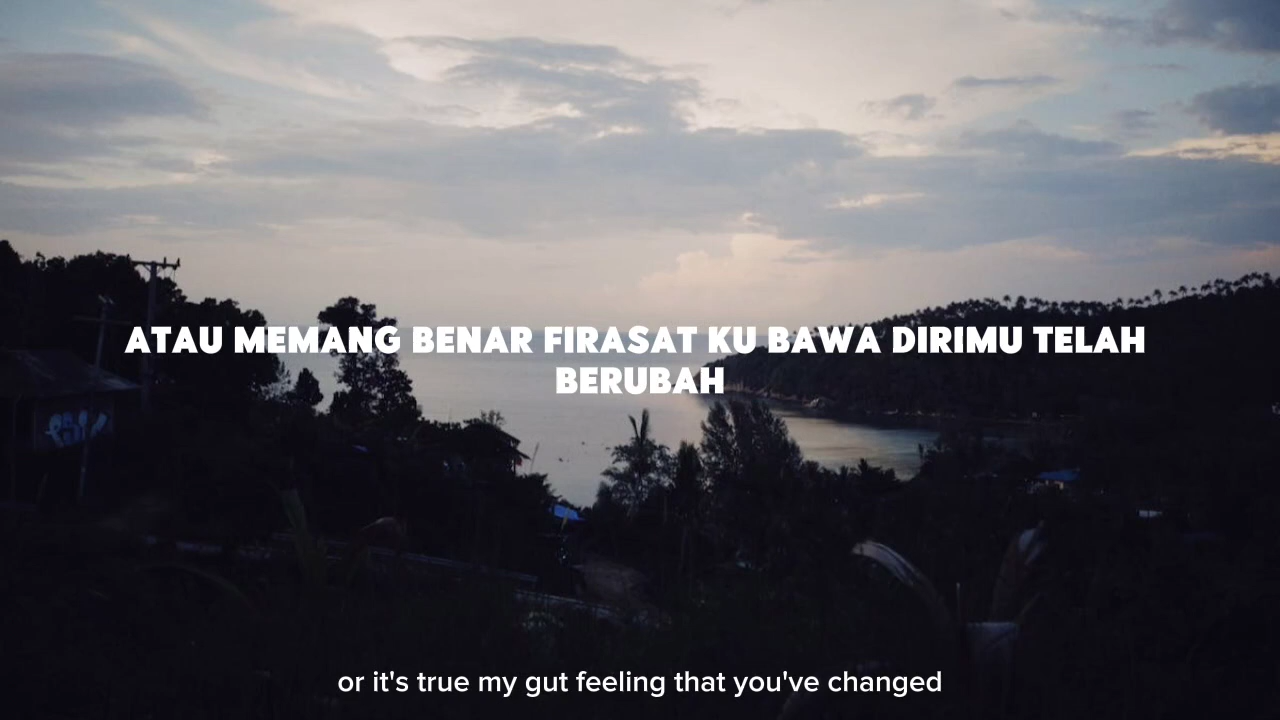 ATAU MEMANG BENAR FIRASAT KU BAWA DIRIMU TELAH
BERUBAH
or it's true my gut feeling that you've changed